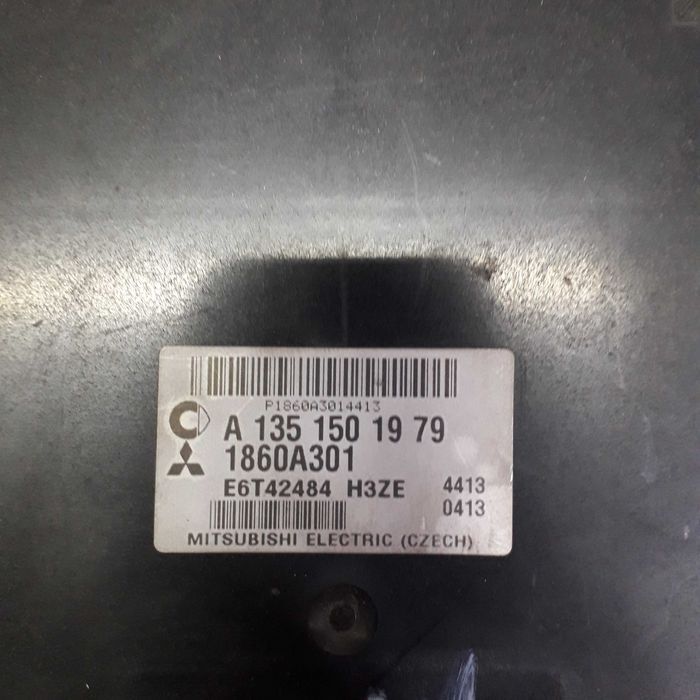 P1860A3014413
A 135 150 19 79
1860A301
E6T42484 H3ZE 4413
0413
MITSUBISHI ELECTRIC (CZECH)